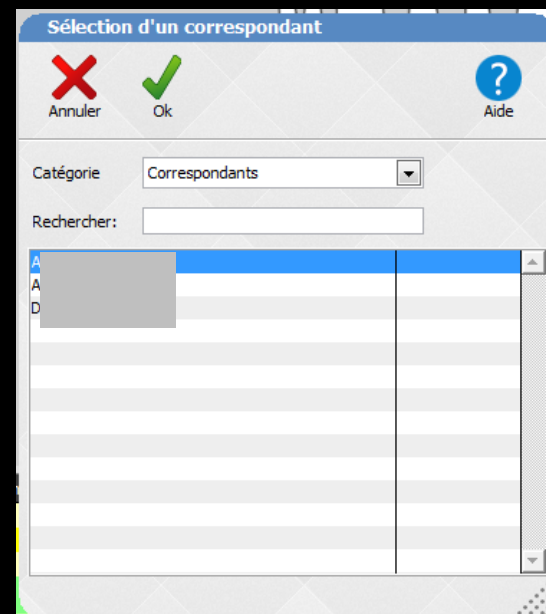 Sélection d'un correspondant
Annuler
Ok
?
Aide
Catégorie
Correspondants
Rechercher:
A
A
D